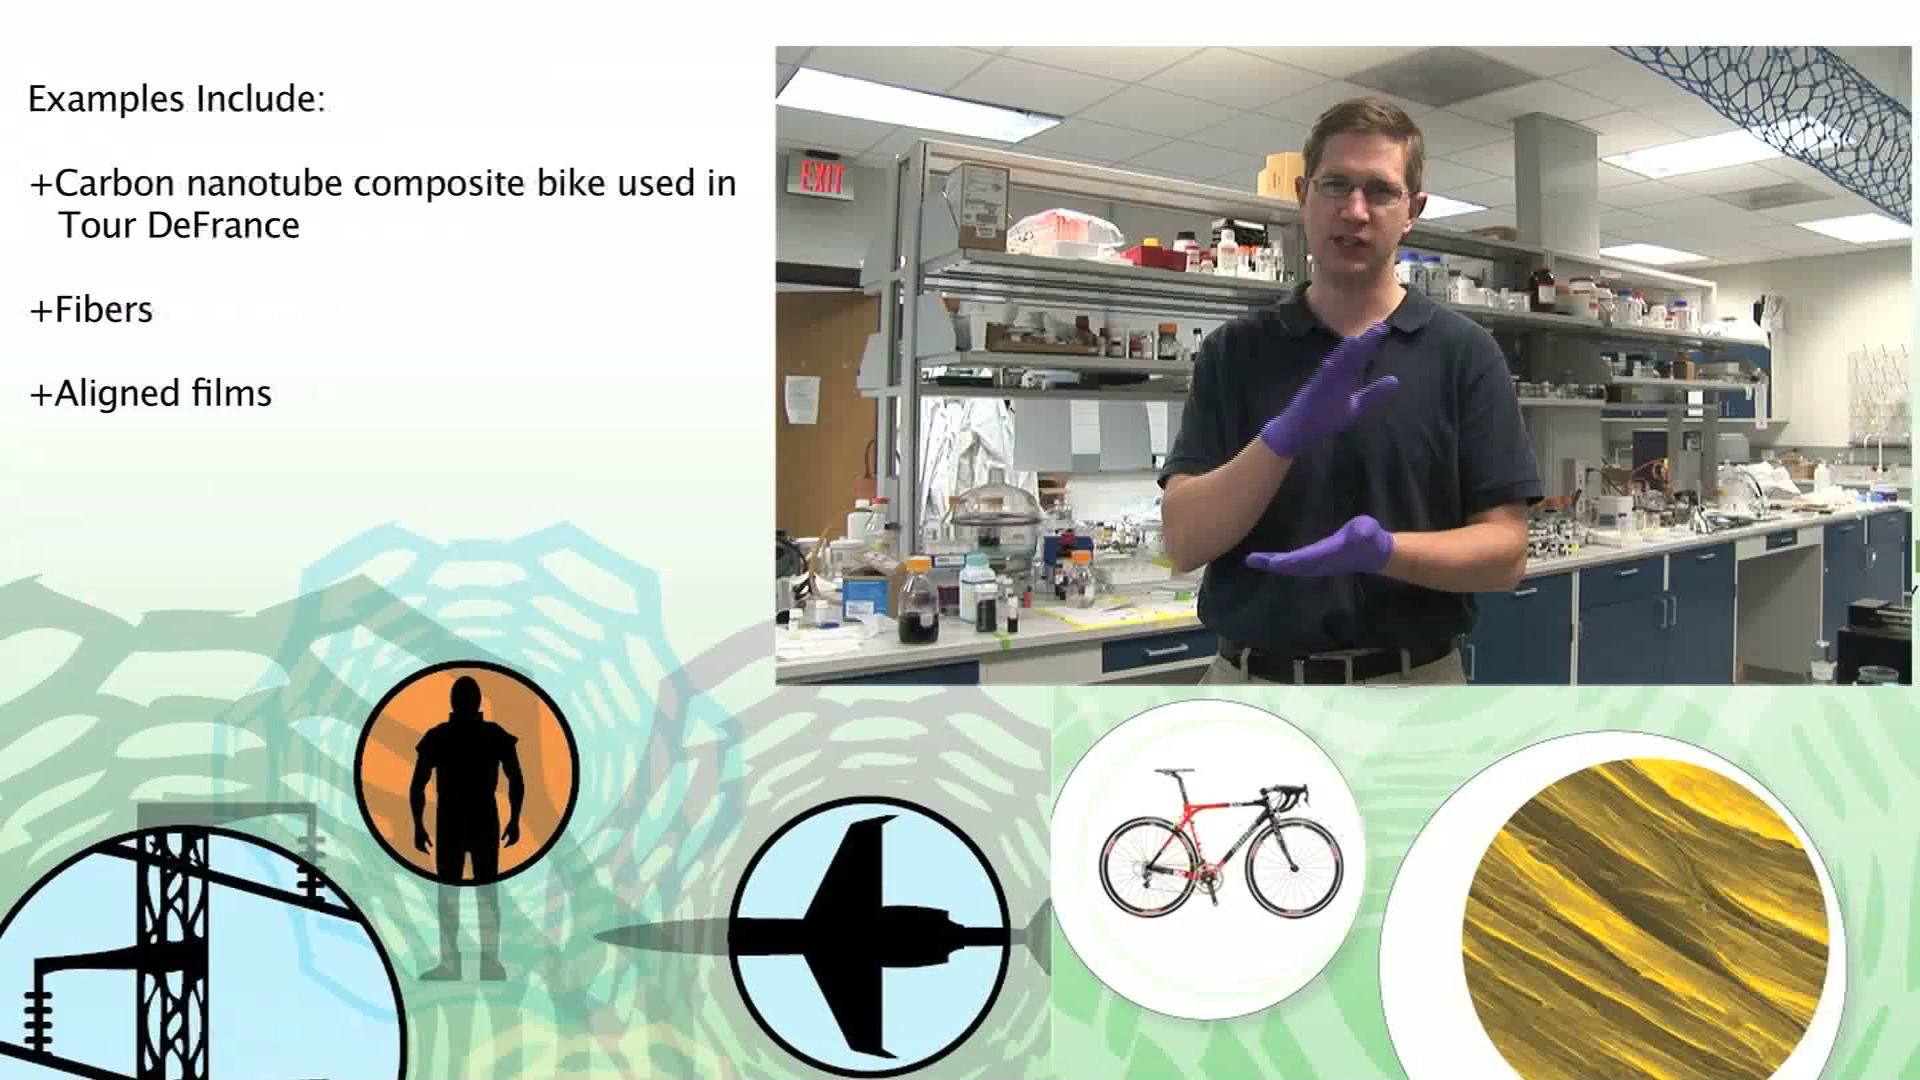 Examples Include:
+Carbon nanotube composite bike used in
Tour DeFrance
+Fibers
+Aligned films
EXIT